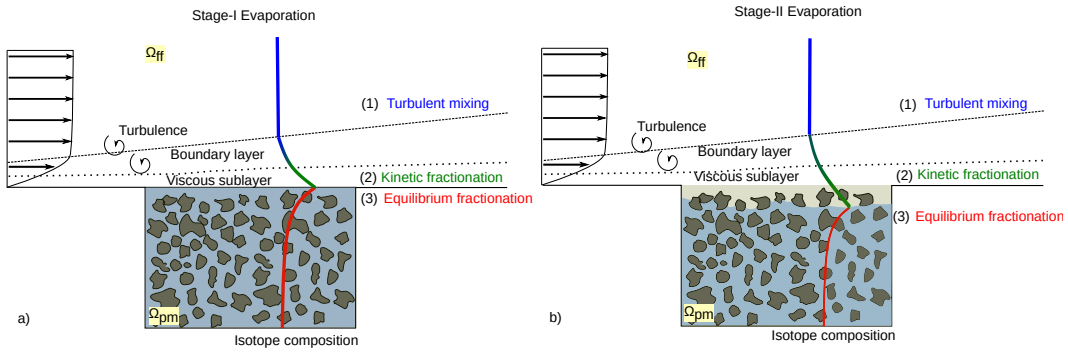 Stage-I Evaporation
Ωff
(1) Turbulent mixing
Turbulence
Boundary layer
Viscous sublayer
(2) Kinetic fractionation
(3) Equilibrium fractionation
Ωpm
a)
Isotope composition
Stage-II Evaporation
Ωff
(1) Turbulent mixing
Turbulence
Boundary layer
Viscous sublayer
(2) Kinetic fractionation
(3) Equilibrium fractionation
Ωpm
b)
Isotope composition